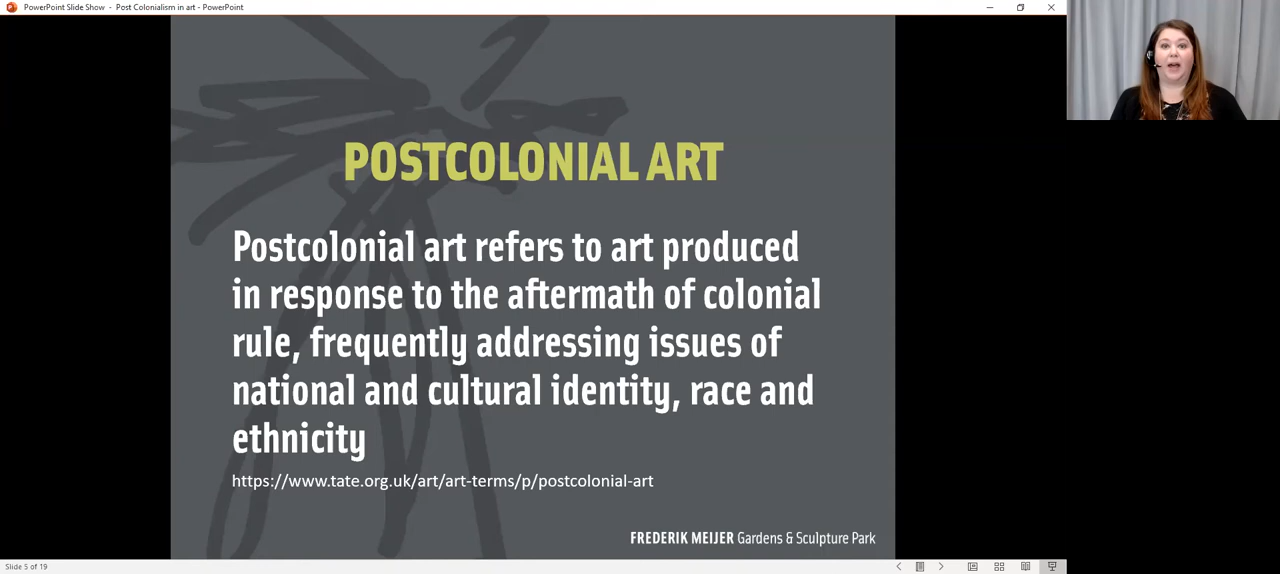 PowerPoint Slide Show - Post Colonialism in art - PowerPoint
POSTCOLONIAL ART
Postcolonial art refers to art produced
in response to the aftermath of colonial
rule, frequently addressing issues of
national and cultural identity, race and
ethnicity
https://www.tate.org.uk/art/art-terms/p/postcolonial-art
FREDERIK MEIJER Gardens & Sculpture Park
Slide 5 of 19